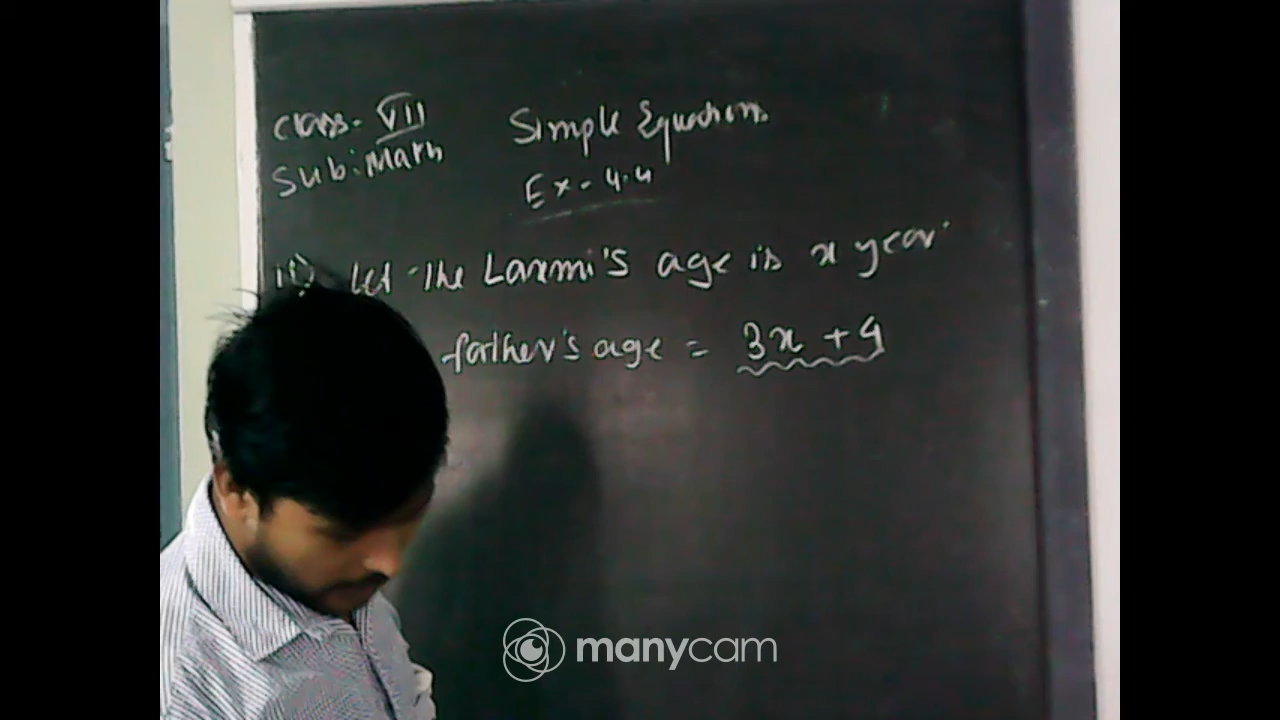 Class - VII
Sub: Math
Simple Equations
Ex - 4.4
ii) Let the Laxmi's age is x year
father's age = 3x + 4
manycam